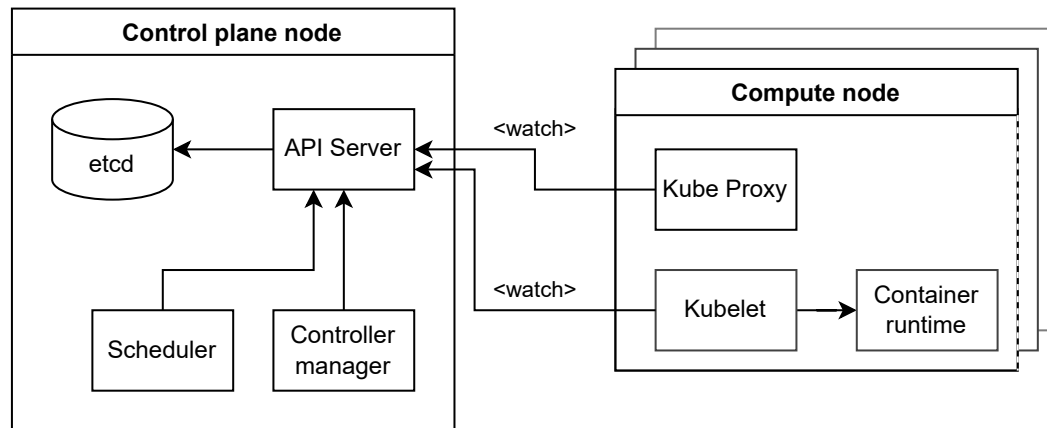 Control plane node
etcd
API Server
Scheduler
Controller
manager
<watch>
<watch>
Compute node
Kube Proxy
Kubelet
Container
runtime